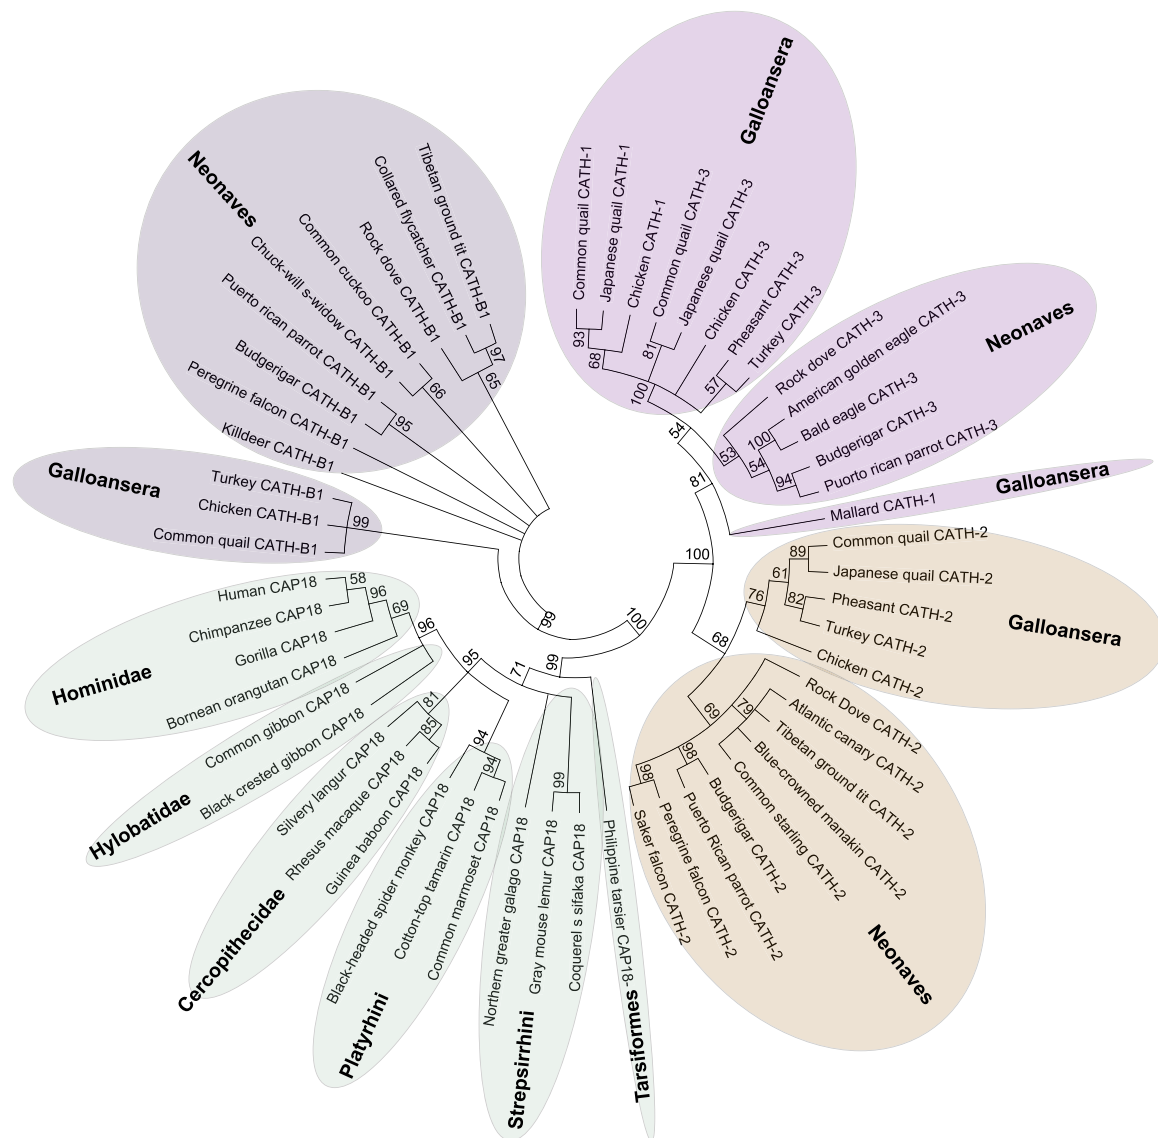 Galloansera
Common quail CATH-1
Japanese quail CATH-1
Chicken CATH-1
Common quail CATH-3
Japanese quail CATH-3
Chicken CATH-3
Pheasant CATH-3
Turkey CATH-3
93
68
81
57
100
54
Neonaves
Rock dove CATH-3
American golden eagle CATH-3
Bald eagle CATH-3
Budgerigar CATH-3
Puorto rican parrot CATH-3
53
100
54
94
81
Galloansera
Mallard CATH-1
100
Galloansera
Common quail CATH-2
Japanese quail CATH-2
Pheasant CATH-2
Turkey CATH-2
Chicken CATH-2
89
61
82
76
68
Neonaves
Rock Dove CATH-2
Atlantic canary CATH-2
Tibetan ground tit CATH-2
Blue-crowned manakin CATH-2
Common starling CATH-2
Budgerigar CATH-2
Puerto Rican parrot CATH-2
Peregrine falcon CATH-2
Saker falcon CATH-2
69
79
98
98
100
99
Tarsiformes
Philippine tarsier CAP18-
Strepsirrhini
Coquerel s sifaka CAP18
Gray mouse lemur CAP18
Northern greater galago CAP18
99
71
Platyrhini
Common marmoset CAP18
Cotton-top tamarin CAP18
Black-headed spider monkey CAP18
94
94
95
Cercopithecidae
Guinea baboon CAP18
Rhesus macaque CAP18
Silvery langur CAP18
85
81
Hylobatidae
Black crested gibbon CAP18
Common gibbon CAP18
96
Hominidae
Bornean orangutan CAP18
Gorilla CAP18
Chimpanzee CAP18
Human CAP18
69
96
58
99
Galloansera
Common quail CATH-B1
Chicken CATH-B1
Turkey CATH-B1
99
Neonaves
Killdeer CATH-B1
Peregrine falcon CATH-B1
Budgerigar CATH-B1
Puerto rican parrot CATH-B1
Chuck-will s-widow CATH-B1
Common cuckoo CATH-B1
Rock dove CATH-B1
Collared flycatcher CATH-B1
Tibetan ground tit CATH-B1
95
66
65
97